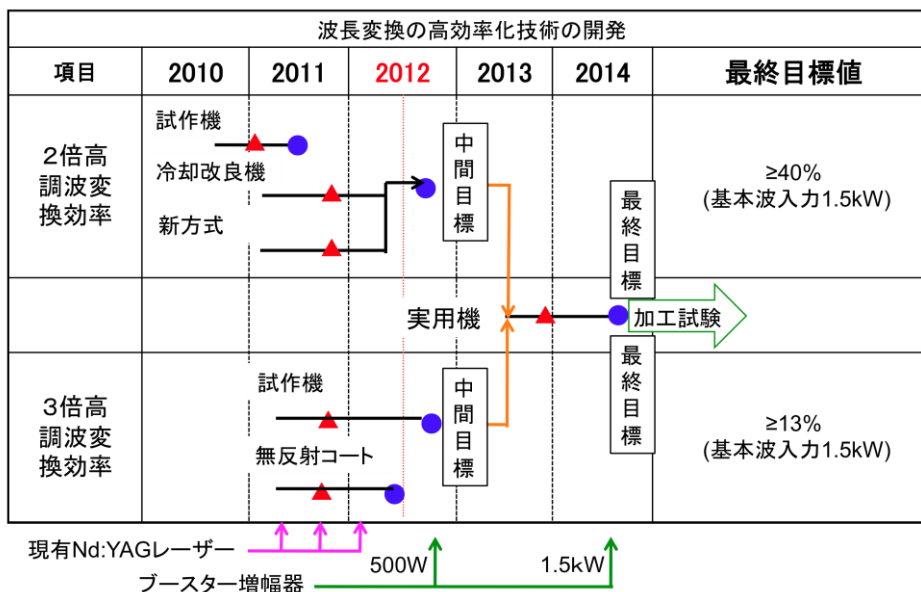 波長変換の高効率化技術の開発
項目 2010 2011 2012 2013 2014 最終目標値
2倍高
調波変
換効率
試作機
冷却改良機
新方式
中間目標
最終目標
≥40%
(基本波入力1.5kW)
実用機
加工試験
3倍高
調波変
換効率
試作機
無反射コート
中間目標
最終目標
≥13%
(基本波入力1.5kW)
現有Nd:YAGレーザー
500W
1.5kW
ブースター増幅器